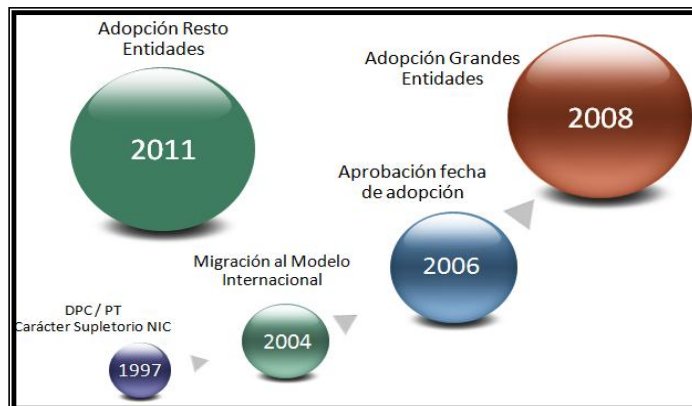 Adopción Resto
Entidades
2011
Adopción Grandes
Entidades
2008
Aprobación fecha
de adopción
2006
Migración al Modelo
Internacional
2004
DPC / PT
Carácter Supletorio NIC
1997